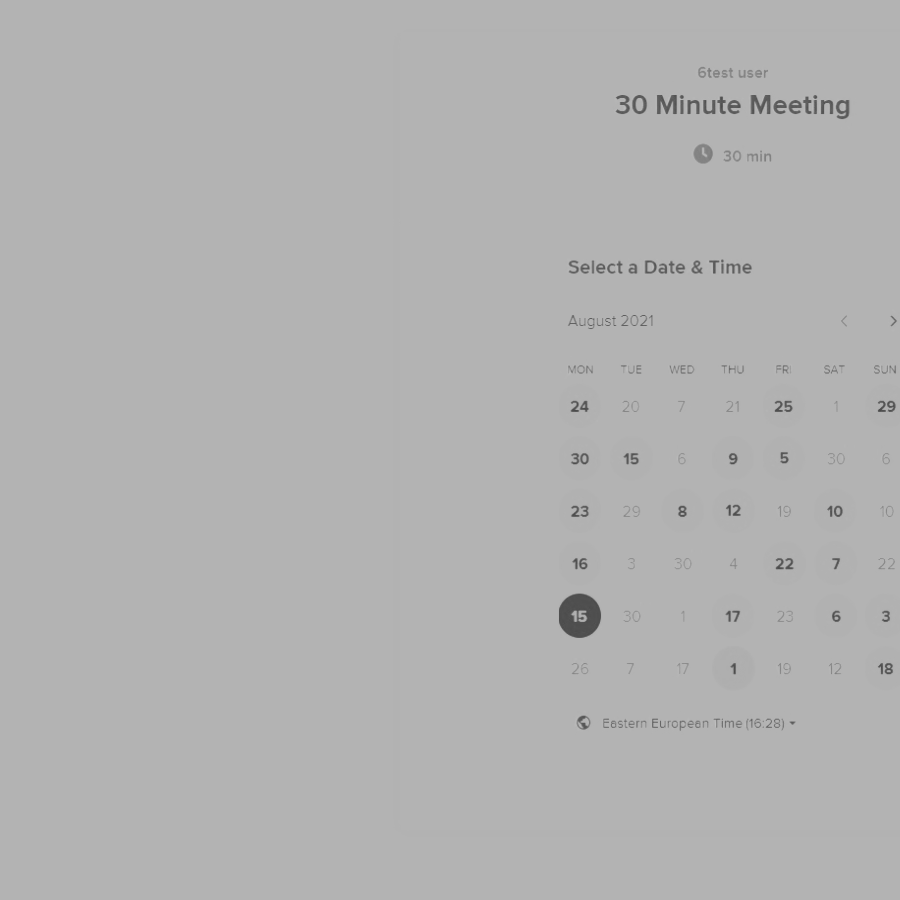 6test user
30 Minute Meeting
30 min
Select a Date & Time
August 2021
MON TUE WED THU FRI SAT SUN
24 20 7 21 25 1 29
30 15 6 9 5 30 6
23 29 8 12 19 10 10
16 3 30 4 22 7 22
15 30 1 17 23 6 3
26 7 17 1 19 12 18
Eastern European Time (16:28)